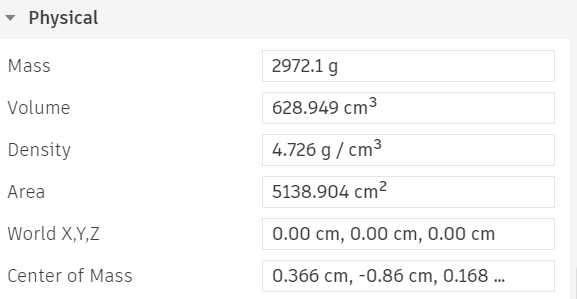 Physical
Mass 2972.1 g
Volume 628.949 cm³
Density 4.726 g / cm³
Area 5138.904 cm²
World X,Y,Z 0.00 cm, 0.00 cm, 0.00 cm
Center of Mass 0.366 cm, -0.86 cm, 0.168 ...